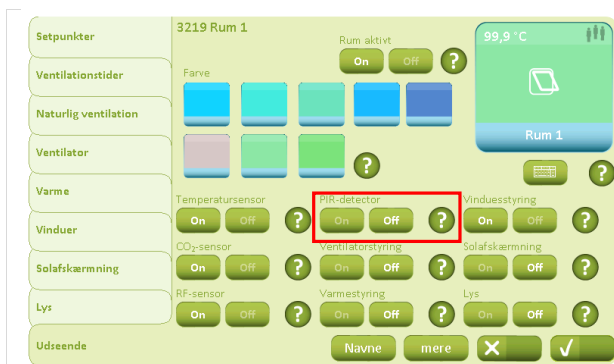 Setpunkter
Ventilationstider
Naturlig ventilation
Ventilator
Varme
Vinduer
Solafskærmning
Lys
Udseende
3219 Rum 1
Rum aktivt
On Off ?
Farve
?
99,9 °C
Rum 1
?
Temperatursensor
On Off ?
PIR-detector
On Off ?
Vinduesstyring
On Off ?
CO₂-sensor
On Off ?
Ventilatorstyring
On Off ?
Solafskærmning
On Off ?
RF-sensor
On Off ?
Varmestyring
On Off ?
Lys
On Off ?
Navne mere